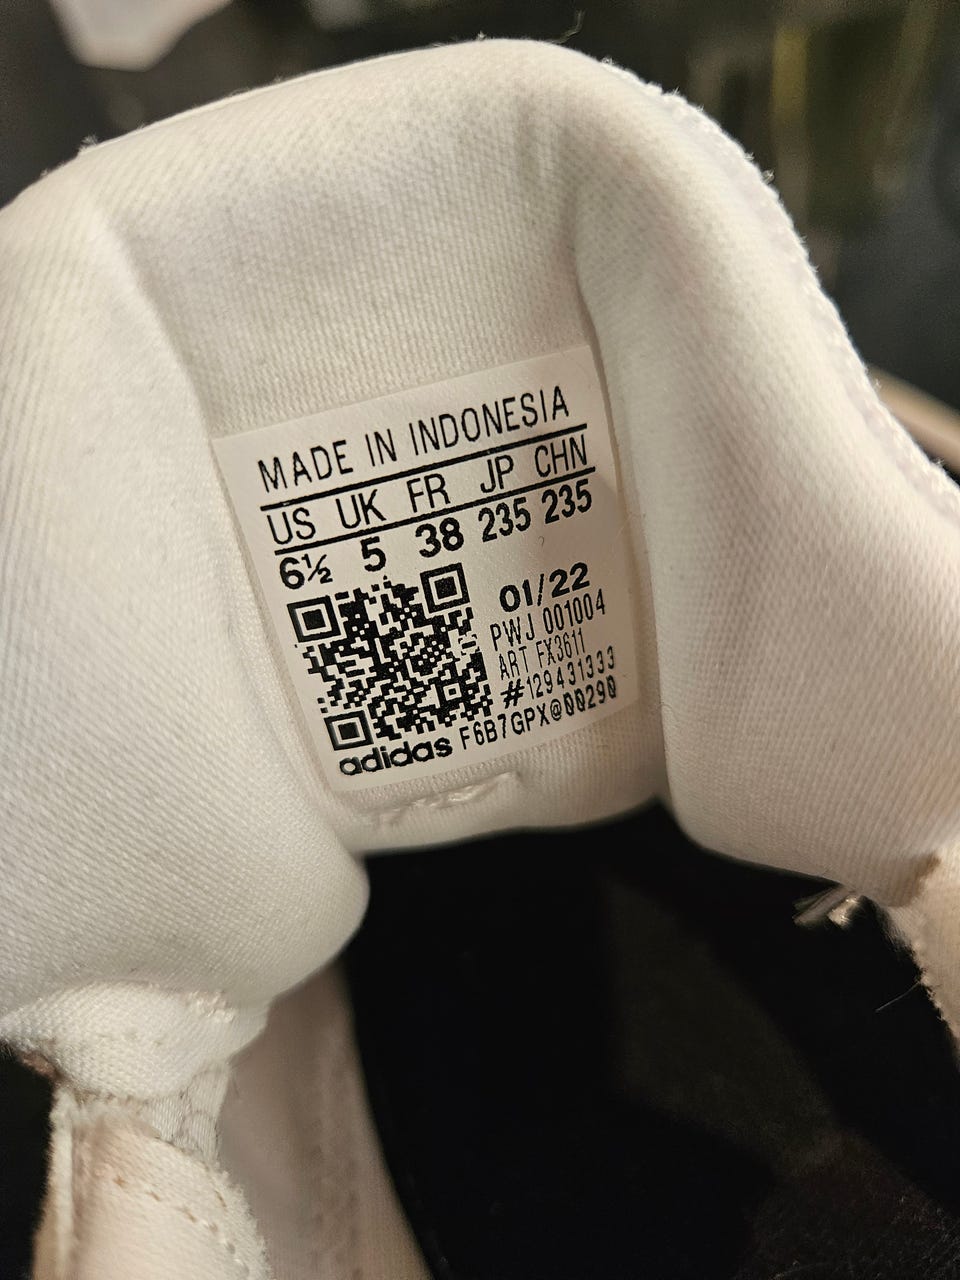 MADE IN INDONESIA
US UK FR JP CHN
6½ 5 38 235 235
01/22
PWJ 001004
ART FX3611
#129431333
adidas F6B7GPX@00290